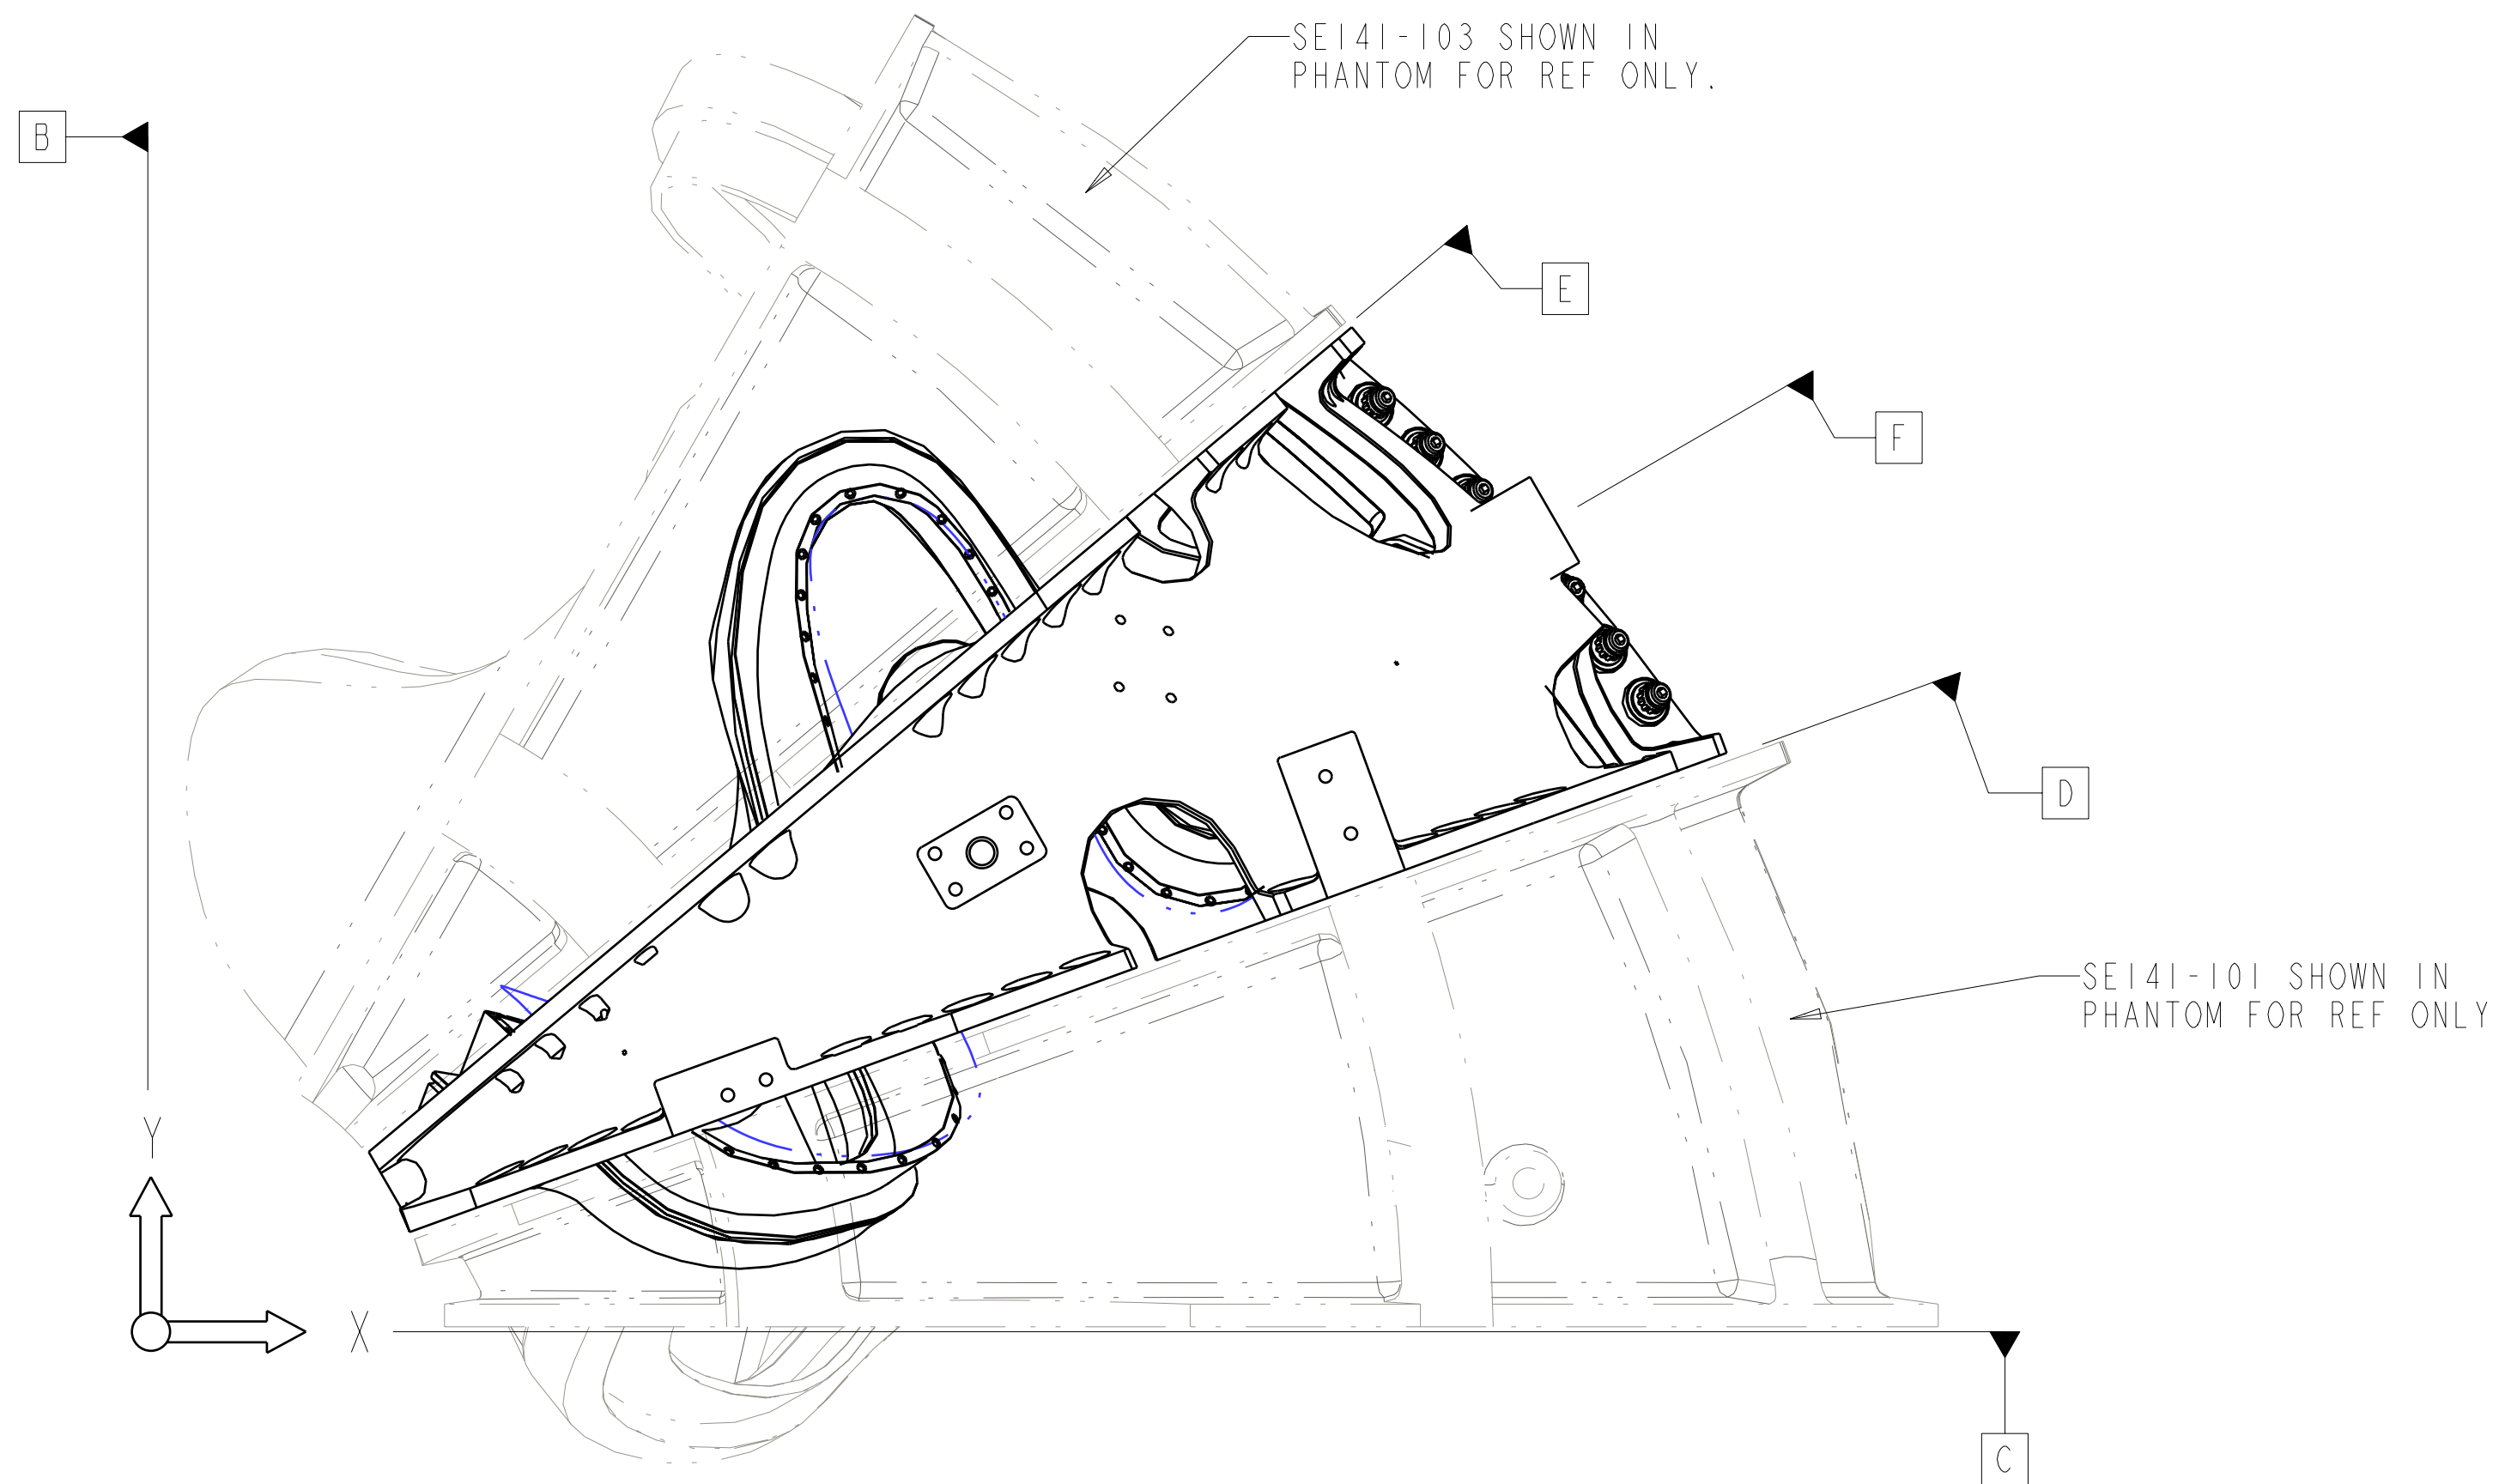 SE141-103 SHOWN IN
PHANTOM FOR REF ONLY.
B
E
F
D
SE141-101 SHOWN IN
PHANTOM FOR REF ONLY
Y
X
C